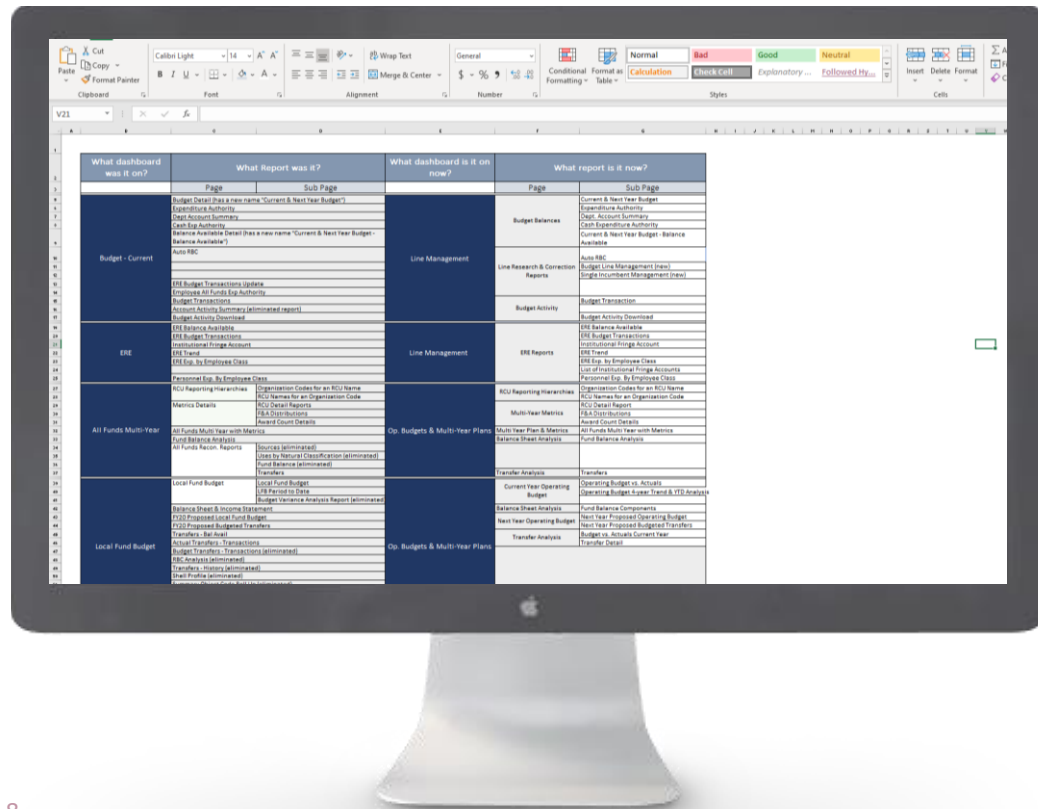 Cut
Copy
Paste
Format Painter
Clipboard
Calibri Light
14
B I U
Font
Wrap Text
Merge & Center
Alignment
General
$ % 9
Number
Conditional Formatting
Format as Table
Normal
Bad
Good
Neutral
Calculation
Check Cell
Explanatory ...
Followed Hy...
Styles
Insert
Delete
Format
Cells
V21
fx
What dashboard was it on?
What Report was it?
What dashboard is it on now?
What report is it now?
Page
Sub Page
Page
Sub Page
Budget - Current
Budget Detail (has a new name "Current & Next Year Budget")
Expenditure Authority
Dept Account Summary
Cash Exp Authority
Balance Available Detail (has a new name "Current & Next Year Budget - Balance Available")
Auto RBC
ERE Budget Transactions Update
Employee All Funds Exp Authority
Budget Transactions
Account Activity Summary (eliminated report)
Budget Activity Download
Line Management
Budget Balances
Current & Next Year Budget
Expenditure Authority
Dept. Account Summary
Cash Expenditure Authority
Current & Next Year Budget - Balance Available
Line Research & Correction Reports
Auto RBC
Budget Line Management (new)
Single Incumbent Management (new)
Budget Activity
Budget Transaction
Budget Activity Download
ERE
ERE Balance Available
ERE Budget Transactions
Institutional Fringe Account
ERE Trend
ERE Exp. by Employee Class
Personnel Exp. By Employee Class
Line Management
ERE Reports
ERE Balance Available
ERE Budget Transactions
Institutional Fringe Account
ERE Trend
ERE Exp. by Employee Class
List of Institutional Fringe Accounts
Personnel Exp. By Employee Class
All Funds Multi-Year
RCU Reporting Hierarchies
Organization Codes for an RCU Name
RCU Names for an Organization Code
Metrics Details
RCU Detail Reports
F&A Distributions
Award Count Details
All Funds Multi Year with Metrics
Fund Balance Analysis
All Funds Recon. Reports
Sources (eliminated)
Uses by Natural Classification (eliminated)
Fund Balance (eliminated)
Transfers
Op. Budgets & Multi-Year Plans
RCU Reporting Hierarchies
Organization Codes for an RCU Name
RCU Names for an Organization Code
Multi-Year Metrics
RCU Detail Report
F&A Distributions
Award Count Details
Multi Year Plan & Metrics
All Funds Multi Year with Metrics
Balance Sheet Analysis
Fund Balance Analysis
Transfer Analysis
Transfers
Local Fund Budget
Local Fund Budget
Local Fund Budget
LFB Period to Date
Budget Variance Analysis Report (eliminated
Balance Sheet & Income Statement
FY20 Proposed Local Fund Budget
FY20 Proposed Budgeted Transfers
Transfers - Bal Avail
Actual Transfers - Transactions
Budget Transfers - Transactions (eliminated)
RBC Analysis (eliminated)
Transfers - History (eliminated)
Shell Profile (eliminated)
Op. Budgets & Multi-Year Plans
Current Year Operating Budget
Operating Budget vs. Actuals
Operating Budget 4-year Trend & YTD Analysis
Balance Sheet Analysis
Fund Balance Components
Next Year Operating Budget
Next Year Proposed Operating Budget
Next Year Proposed Budgeted Transfers
Transfer Analysis
Budget vs. Actuals Current Year
Transfer Detail
8